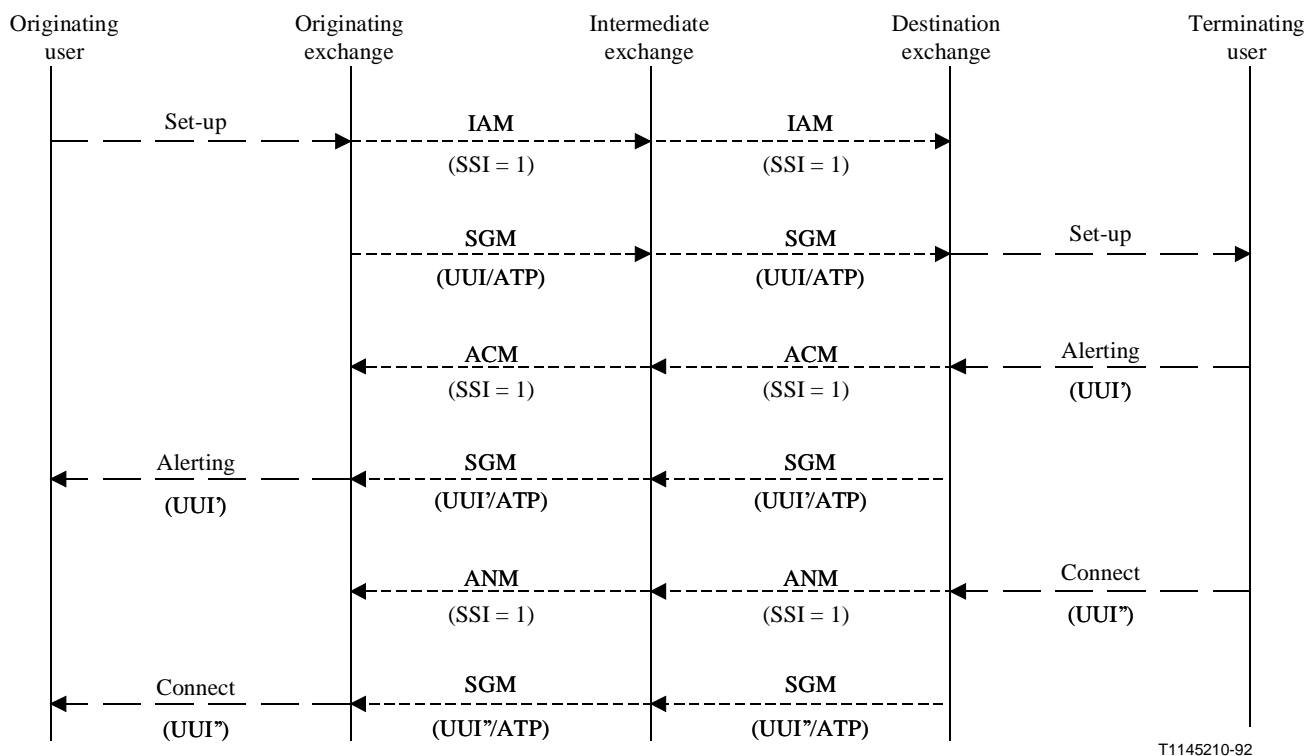 Originating user
Originating exchange
Intermediate exchange
Destination exchange
Terminating user
Set-up
IAM
IAM
(SSI = 1)
(SSI = 1)
SGM
SGM
Set-up
(UUI/ATP)
(UUI/ATP)
ACM
ACM
Alerting
(SSI = 1)
(SSI = 1)
(UUI')
Alerting
SGM
SGM
(UUI')
(UUI'/ATP)
(UUI'/ATP)
ANM
ANM
Connect
(SSI = 1)
(SSI = 1)
(UUI")
Connect
SGM
SGM
(UUI")
(UUI"/ATP)
(UUI"/ATP)
T1145210-92